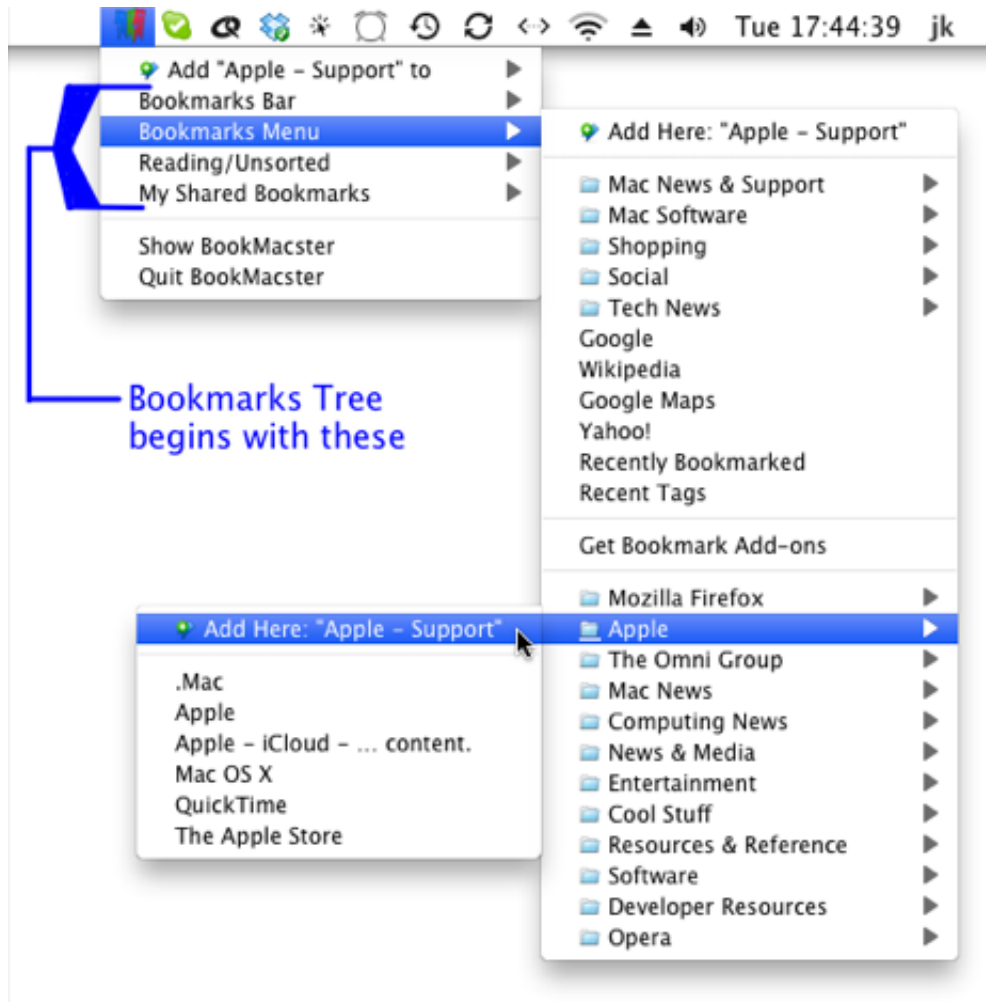 Tue 17:44:39 jk
Add "Apple – Support" to
Bookmarks Bar
Bookmarks Menu
Reading/Unsorted
My Shared Bookmarks
Show BookMacster
Quit BookMacster
Bookmarks Tree
begins with these
Add Here: "Apple – Support"
Mac News & Support
Mac Software
Shopping
Social
Tech News
Google
Wikipedia
Google Maps
Yahoo!
Recently Bookmarked
Recent Tags
Get Bookmark Add-ons
Mozilla Firefox
Apple
The Omni Group
Mac News
Computing News
News & Media
Entertainment
Cool Stuff
Resources & Reference
Software
Developer Resources
Opera
Add Here: "Apple – Support"
.Mac
Apple
Apple – iCloud – ... content.
Mac OS X
QuickTime
The Apple Store